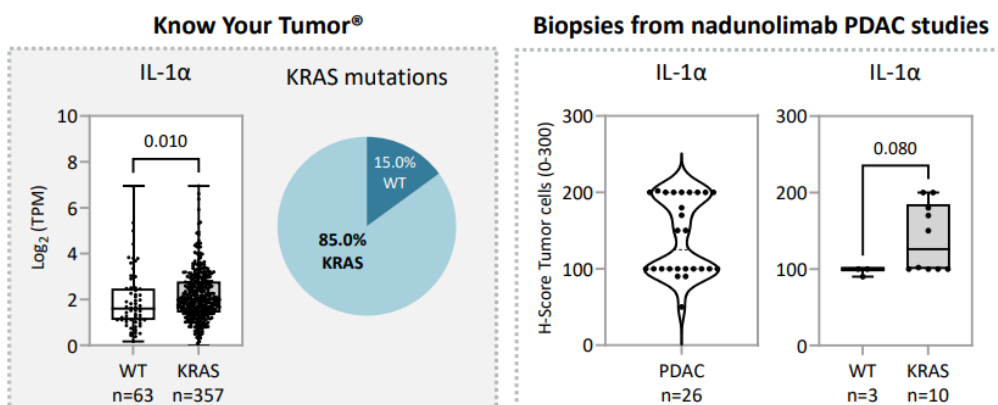 Know Your Tumor®
IL-1α
KRAS mutations
10
8
6
4
2
0
Log2 (TPM)
0.010
WT
n=63
KRAS
n=357
15.0%
WT
85.0%
KRAS
Biopsies from nadunolimab PDAC studies
IL-1α
300
200
100
0
H-Score Tumor cells (0-300)
PDAC
n=26
IL-1α
300
200
100
0
0.080
WT
n=3
KRAS
n=10